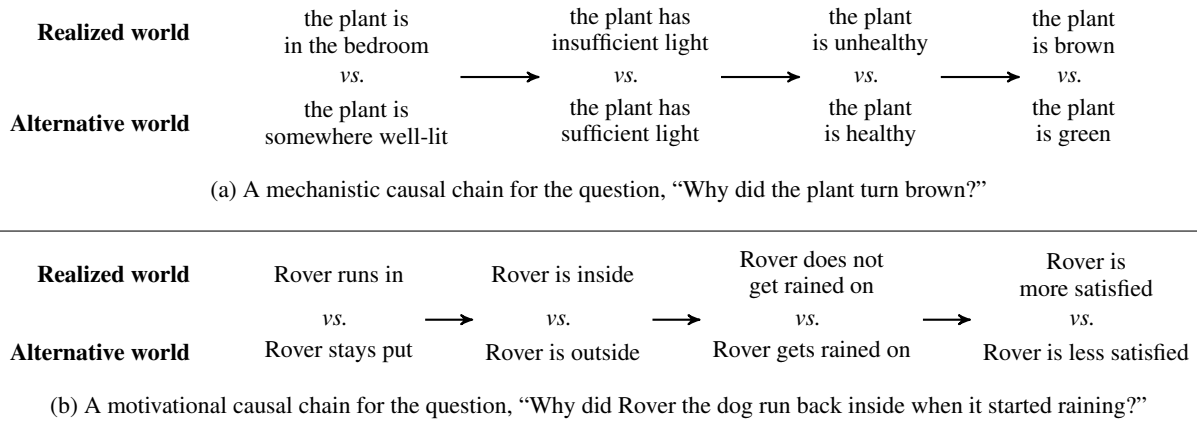 Realized world
the plant is
in the bedroom
the plant has
insufficient light
the plant
is unhealthy
the plant
is brown
vs.
vs.
vs.
vs.
Alternative world
the plant is
somewhere well-lit
the plant has
sufficient light
the plant
is healthy
the plant
is green
(a) A mechanistic causal chain for the question, “Why did the plant turn brown?”
Realized world
Rover runs in
Rover is inside
Rover does not
get rained on
Rover is
more satisfied
vs.
vs.
vs.
vs.
Alternative world
Rover stays put
Rover is outside
Rover gets rained on
Rover is less satisfied
(b) A motivational causal chain for the question, “Why did Rover the dog run back inside when it started raining?”